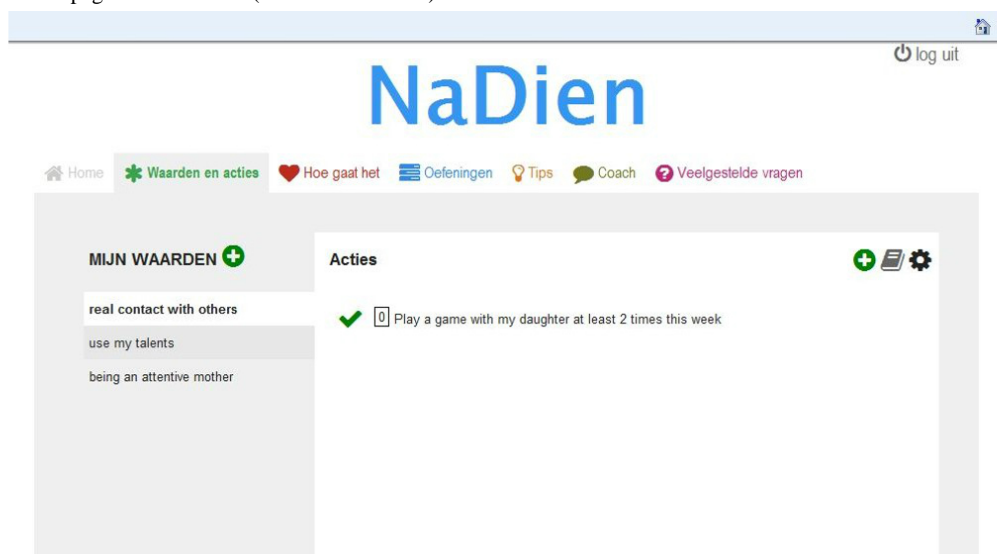 log uit
NaDien
Home Waarden en acties Hoe gaat het Oefeningen Tips Coach Veelgestelde vragen
MIJN WAARDEN
Acties
real contact with others
0 Play a game with my daughter at least 2 times this week
use my talents
being an attentive mother